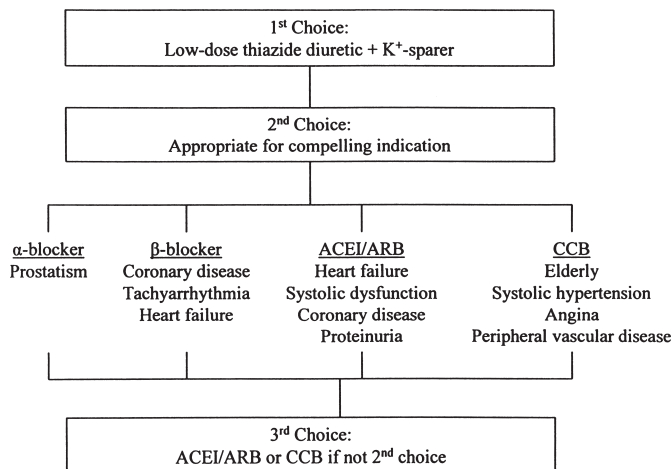 1st Choice:
Low-dose thiazide diuretic + K+-sparer
2nd Choice:
Appropriate for compelling indication
α-blocker
Prostatism
β-blocker
Coronary disease
Tachyarrhythmia
Heart failure
ACEI/ARB
Heart failure
Systolic dysfunction
Coronary disease
Proteinuria
CCB
Elderly
Systolic hypertension
Angina
Peripheral vascular disease
3rd Choice:
ACEI/ARB or CCB if not 2nd choice